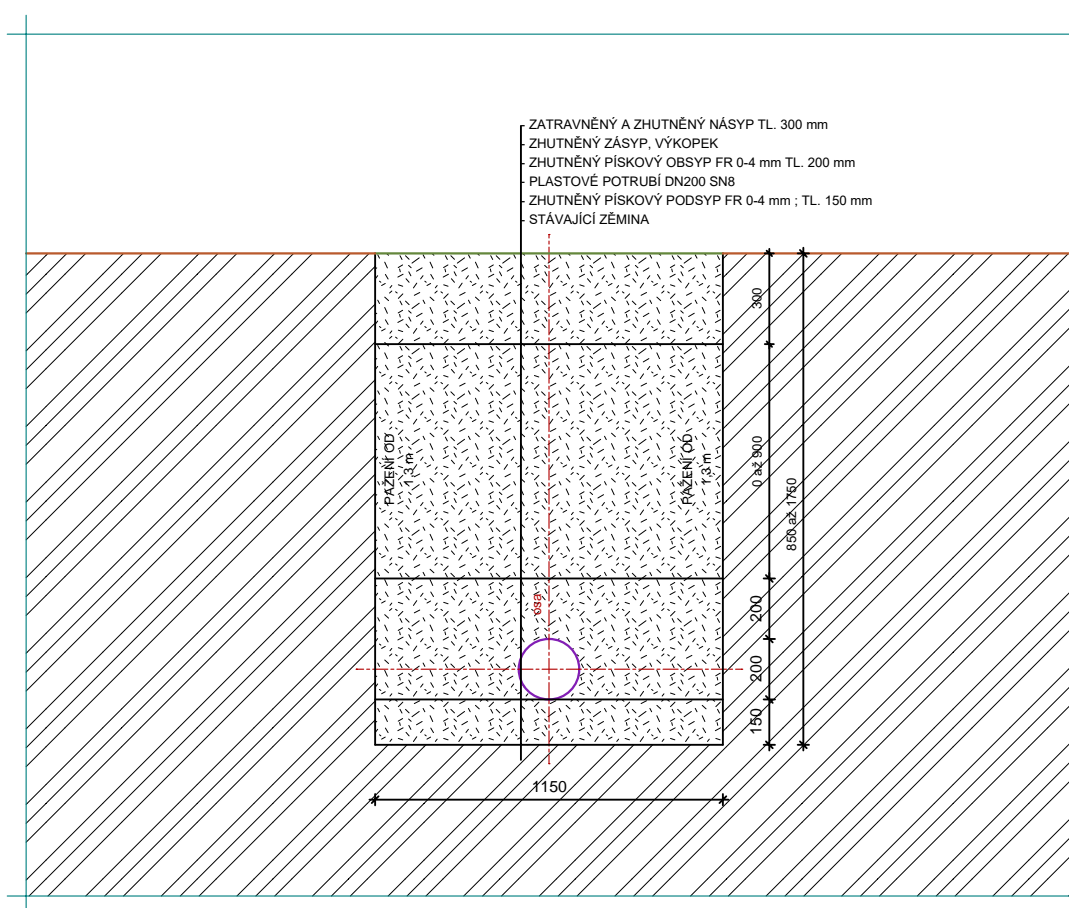 ZATRAVNĚNÝ A ZHUTNĚNÝ NÁSYP TL. 300 mm
ZHUTNĚNÝ ZÁSYP, VÝKOPEK
ZHUTNĚNÝ PÍSKOVÝ OBSYP FR 0-4 mm TL. 200 mm
PLASTOVÉ POTRUBÍ DN200 SN8
ZHUTNĚNÝ PÍSKOVÝ PODSYP FR 0-4 mm ; TL. 150 mm
STÁVAJÍCÍ ZĚMINA
300
PAŽENÍ OD
1,3 m
PAŽENÍ OD
1,3 m
0 až 900
850 až 1750
osa
200
200
150
1150